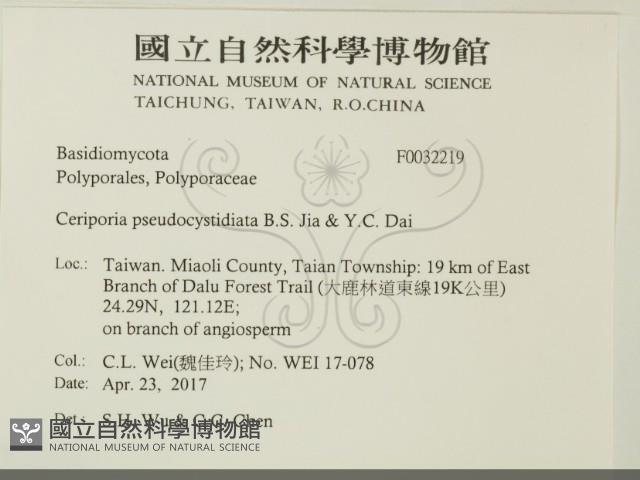 國立自然科學博物館
NATIONAL MUSEUM OF NATURAL SCIENCE
TAICHUNG, TAIWAN, R.O.CHINA
Basidiomycota F0032219
Polyporales, Polyporaceae
Ceriporia pseudocystidiata B.S. Jia & Y.C. Dai
Loc.: Taiwan. Miaoli County, Taian Township: 19 km of East
Branch of Dalu Forest Trail (大鹿林道東線19K公里)
24.29N, 121.12E;
on branch of angiosperm
Col.: C.L. Wei(魏佳玲); No. WEI 17-078
Date: Apr. 23, 2017
Det.: S.H. Wu & C.C. Chen
國立自然科學博物館
NATIONAL MUSEUM OF NATURAL SCIENCE